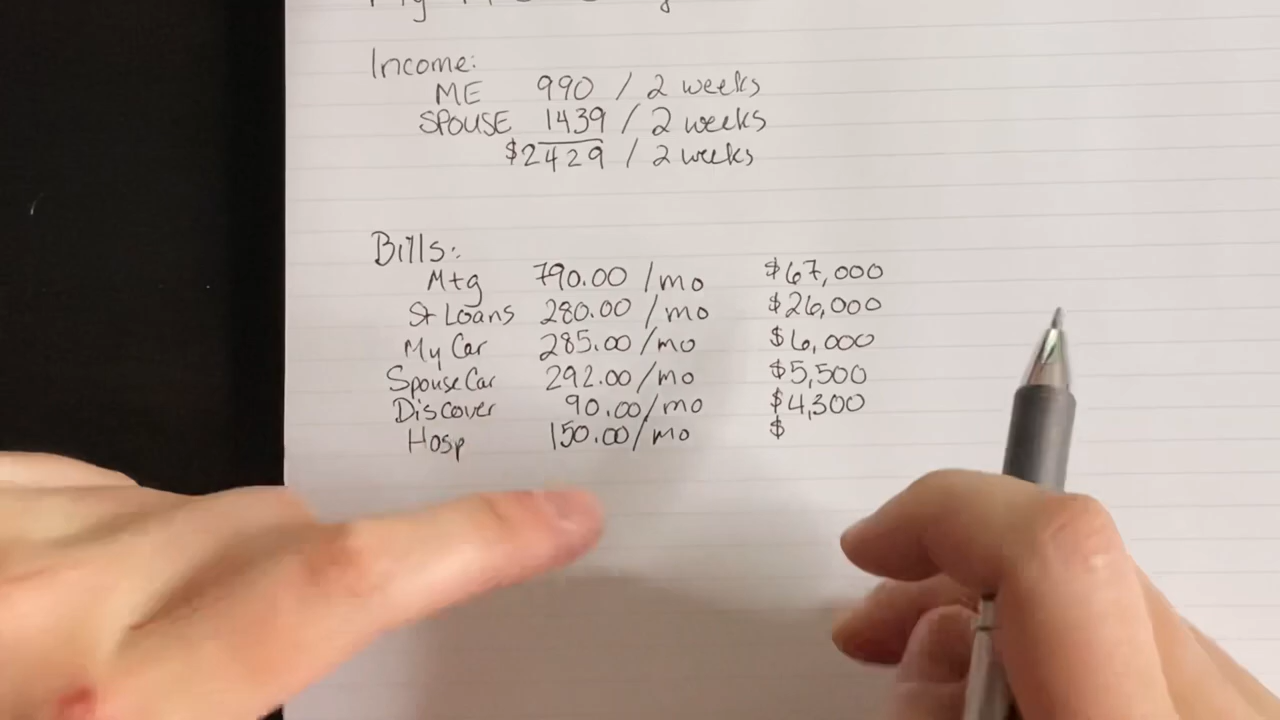 My
Income:
ME 990 / 2 weeks
SPOUSE 1439 / 2 weeks
$2429 / 2 weeks
Bills:
Mtg 790.00 /mo $67,000
St Loans 280.00 /mo $26,000
My Car 285.00 /mo $6,000
Spouse Car 292.00 /mo $5,500
Discover 90.00/mo $4,300
Hosp 150.00/mo $